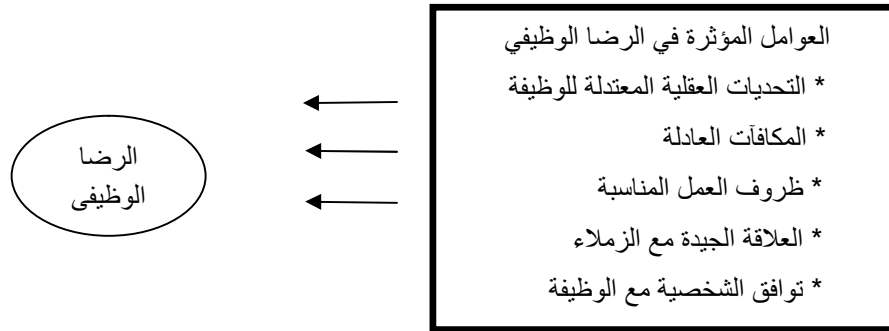 العوامل المؤثرة في الرضا الوظيفي
* التحديات العقلية المعتدلة للوظيفة
* المكافآت العادلة
* ظروف العمل المناسبة
* العلاقة الجيدة مع الزملاء
* توافق الشخصية مع الوظيفة
الرضا
الوظيفى